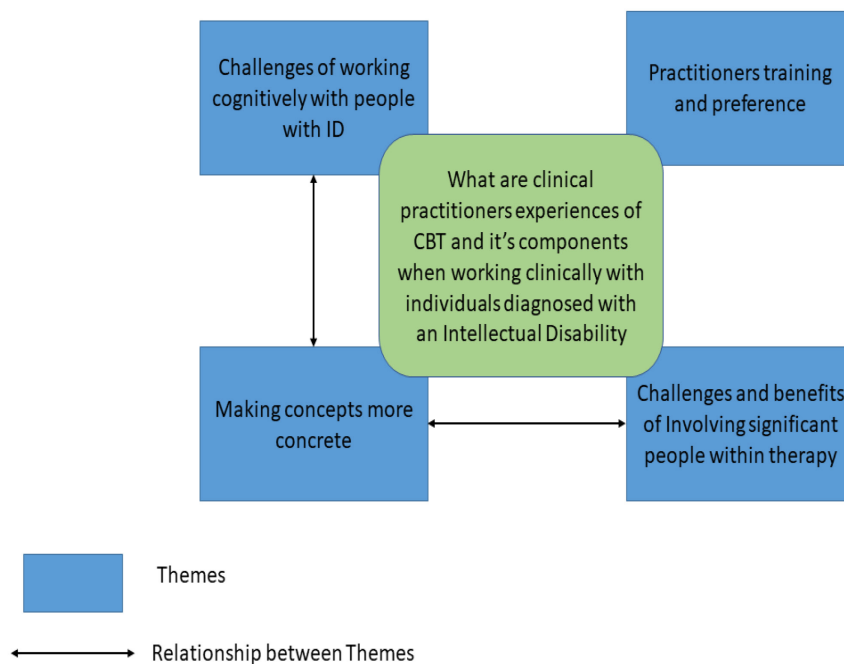 Challenges of working
cognitively with people
with ID
Practitioners training
and preference
What are clinical
practitioners experiences of
CBT and it's components
when working clinically with
individuals diagnosed with
an Intellectual Disability
Making concepts more
concrete
Challenges and benefits
of Involving significant
people within therapy
Themes
Relationship between Themes